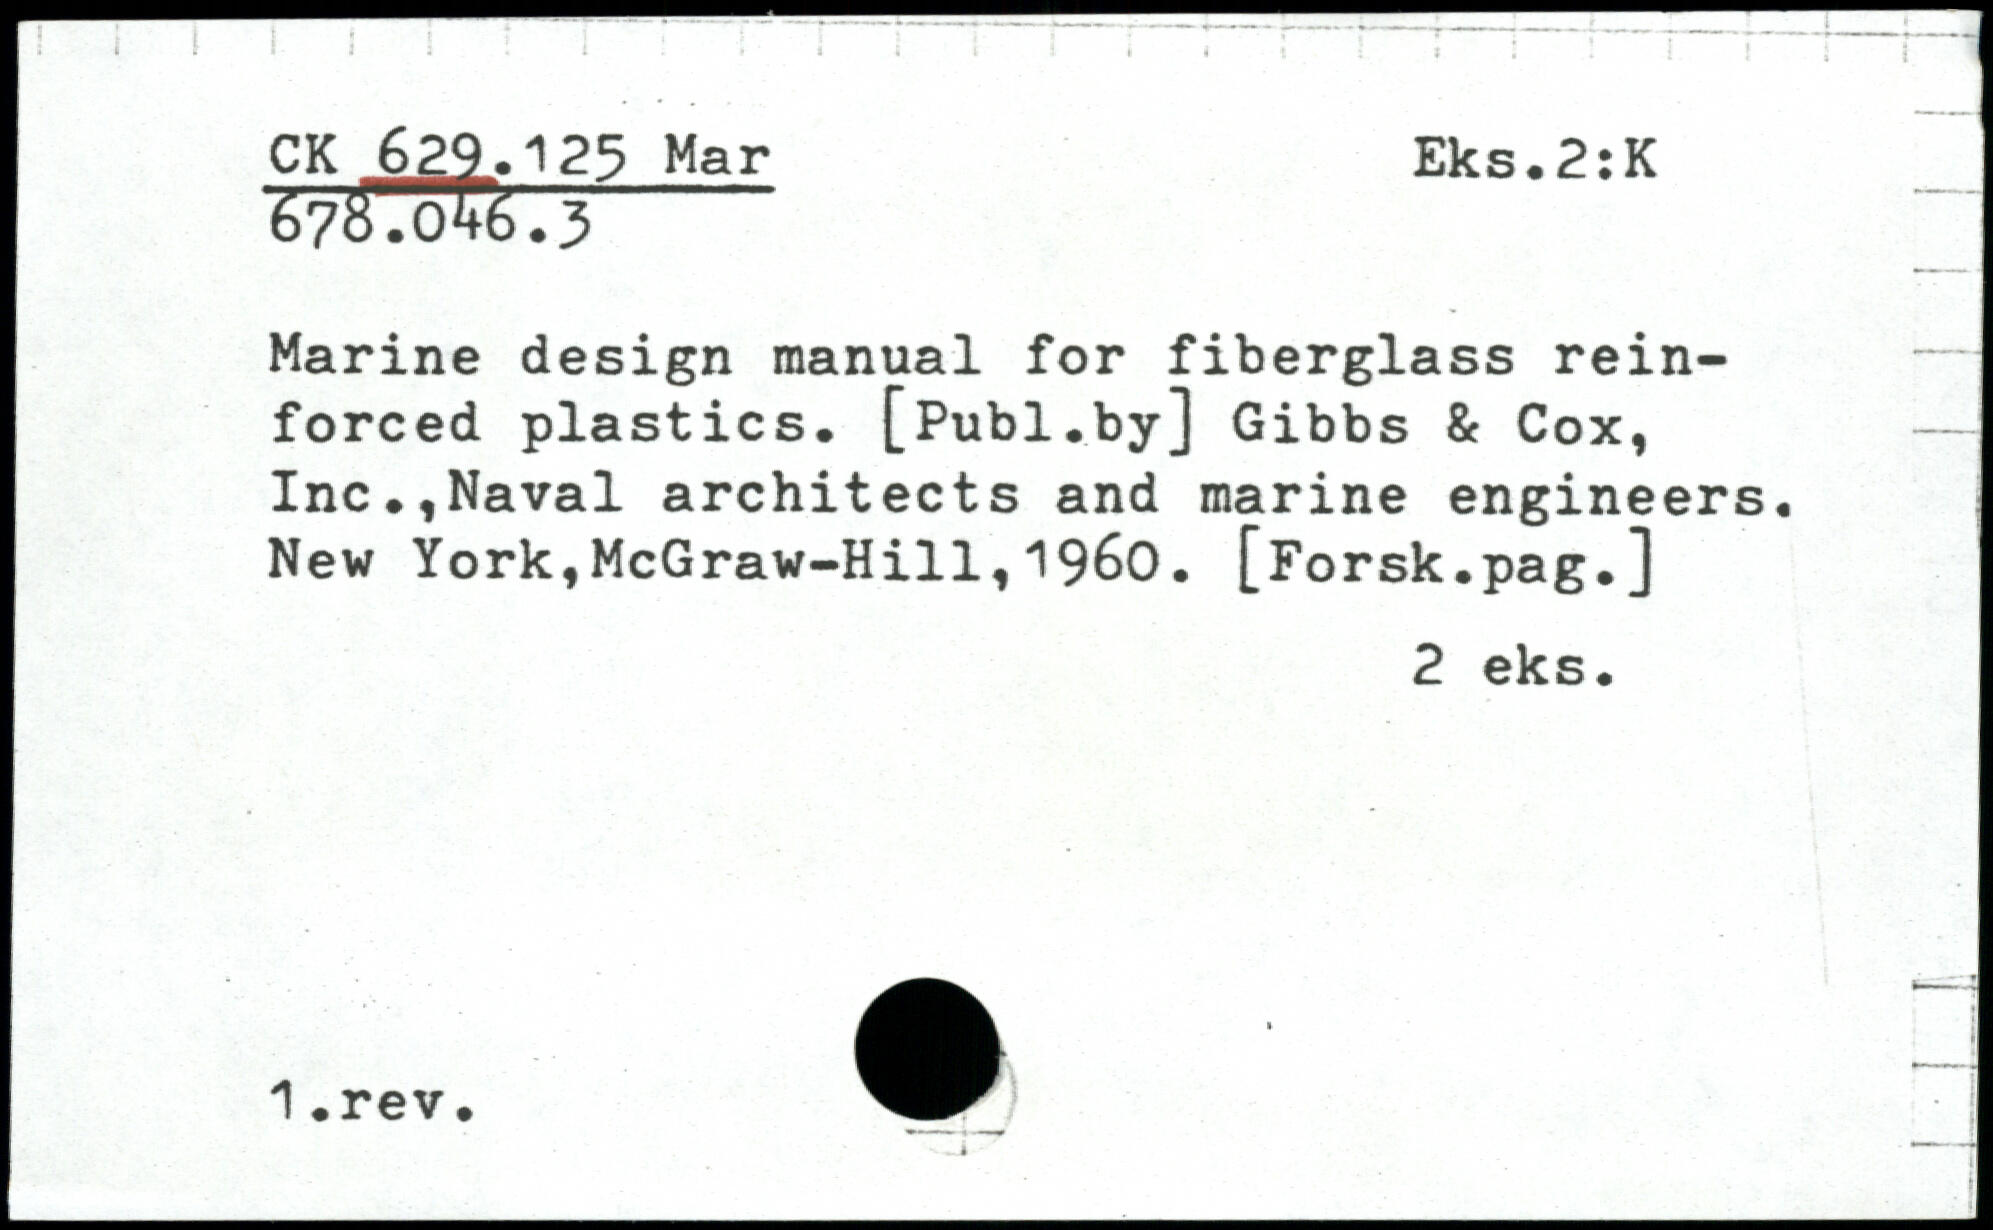 CK 629.125 Mar Eks.2:K
678.046.3
Marine design manual for fiberglass rein-
forced plastics. [Publ.by] Gibbs & Cox,
Inc.,Naval architects and marine engineers.
New York,McGraw-Hill,1960. [Forsk.pag.]
2 eks.
1.rev.